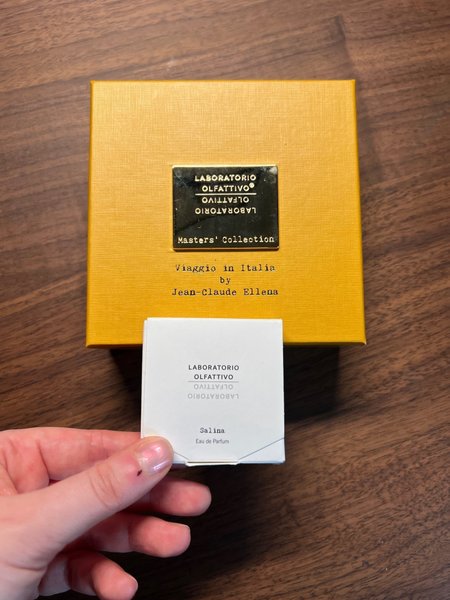 LABORATORIO
OLFATTIVO®
OLFATTIVO
LABORATORIO
Masters' Collection
Viaggio in Italia
by
Jean-Claude Ellena
LABORATORIO
OLFATTIVO
OLFATTIVO
LABORATORIO
Salina
Eau de Parfum